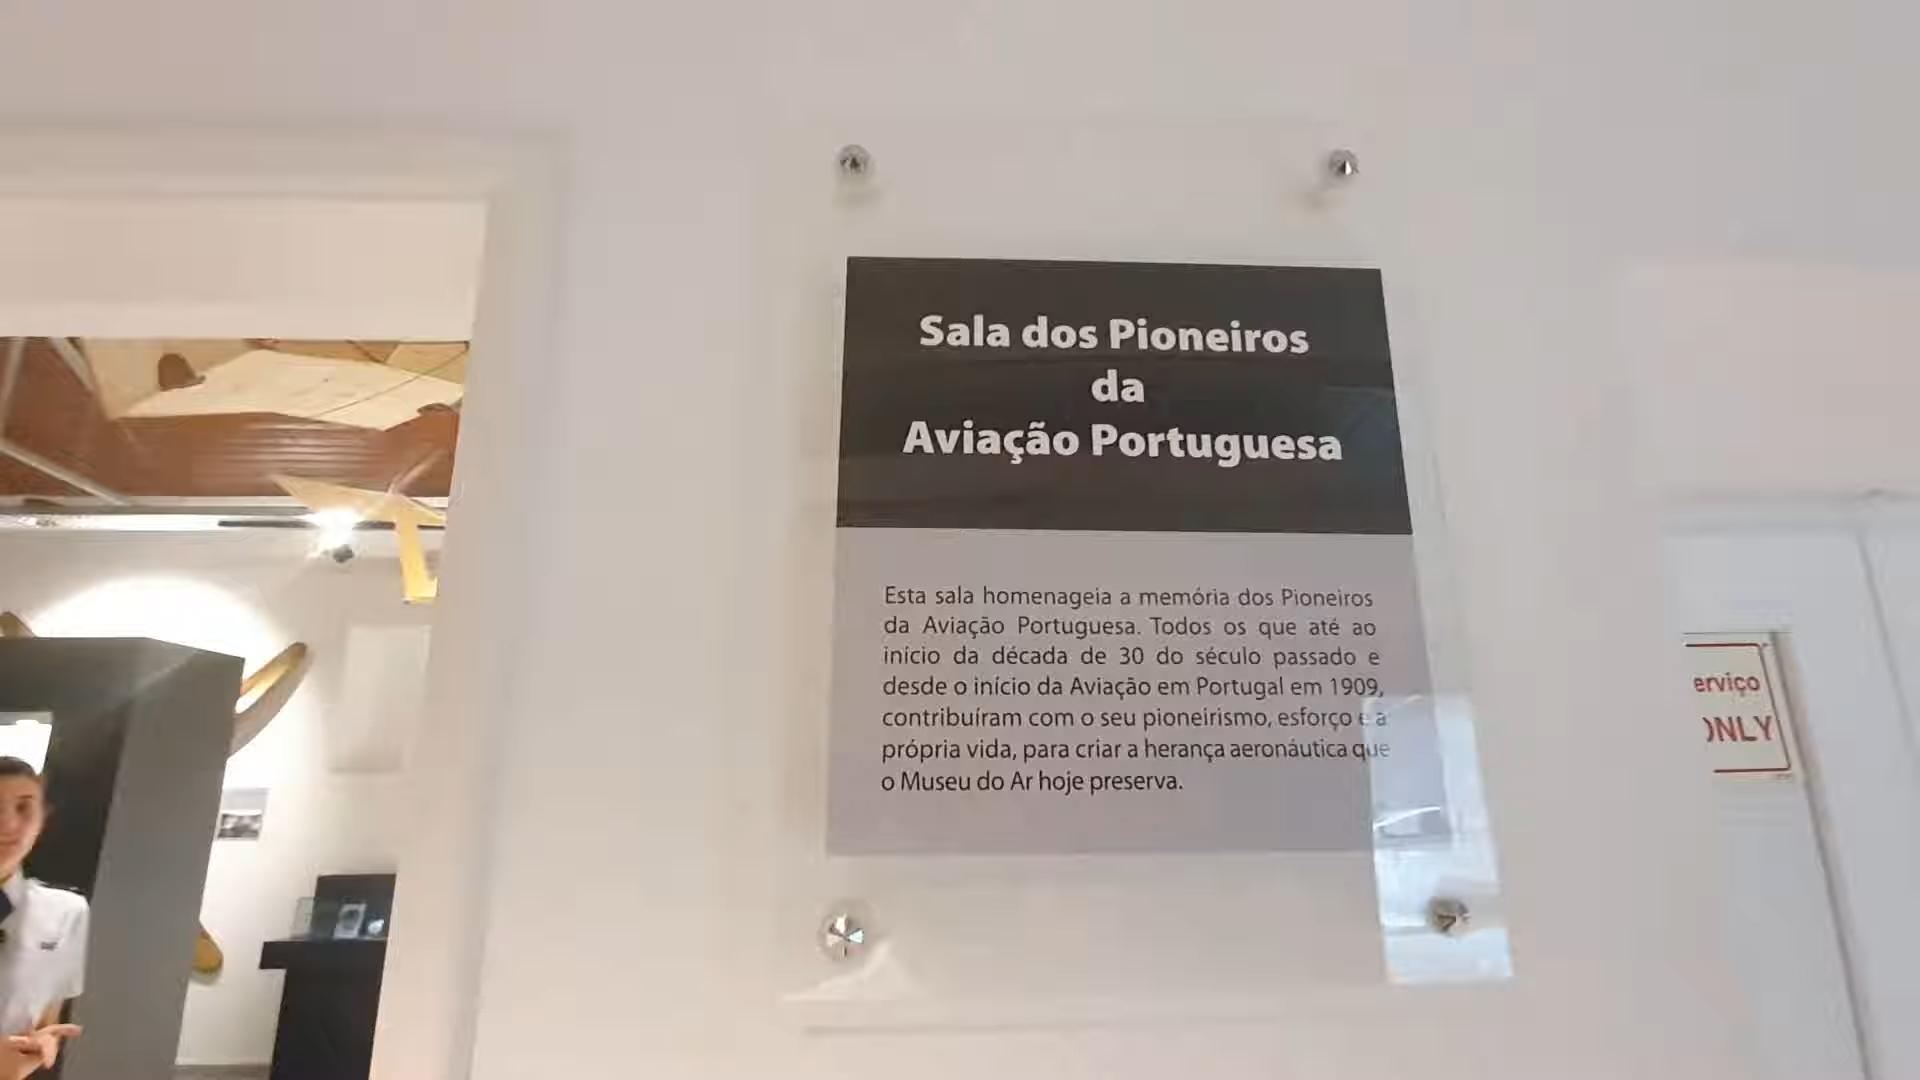 Sala dos Pioneiros
da
Aviação Portuguesa
Esta sala homenageia a memória dos Pioneiros
da Aviação Portuguesa. Todos os que até ao
início da década de 30 do século passado e
desde o início da Aviação em Portugal em 1909,
contribuíram com o seu pioneirismo, esforço e a
própria vida, para criar a herança aeronáutica que
o Museu do Ar hoje preserva.
erviço
ONLY